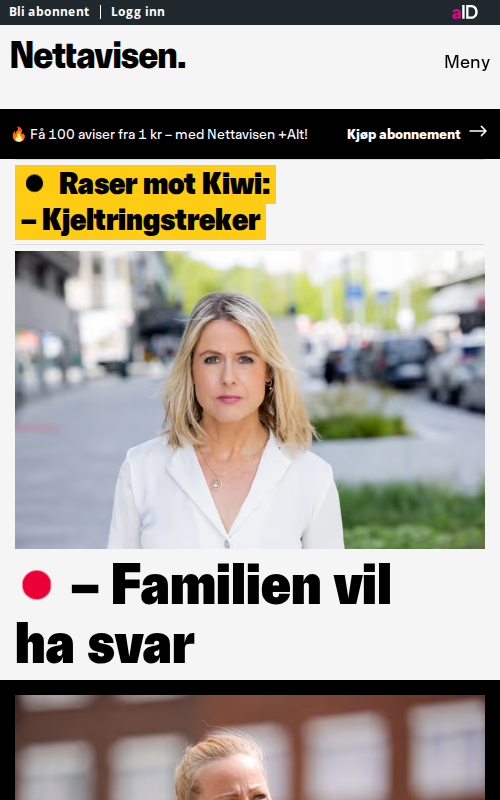 Bli abonnent | Logg inn
aID
Nettavisen.
Meny
🔥 Få 100 aviser fra 1 kr – med Nettavisen +Alt!
Kjøp abonnement →
● Raser mot Kiwi:
– Kjeltringstreker
– Familien vil
ha svar